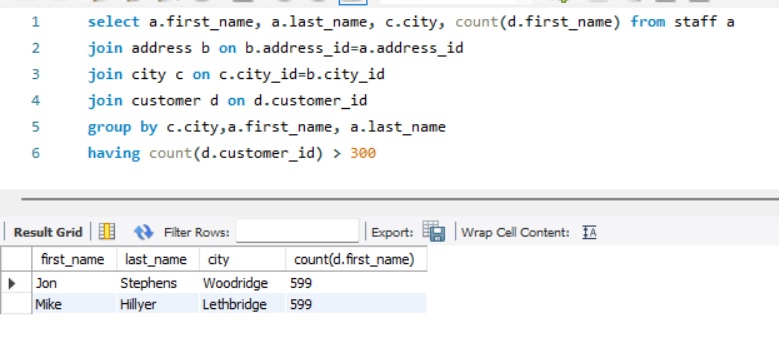 1 select a.first_name, a.last_name, c.city, count(d.first_name) from staff a
2 join address b on b.address_id=a.address_id
3 join city c on c.city_id=b.city_id
4 join customer d on d.customer_id
5 group by c.city,a.first_name, a.last_name
6 having count(d.customer_id) > 300
Result Grid Filter Rows: Export: Wrap Cell Content: IA
first_name last_name city count(d.first_name)
Jon Stephens Woodridge 599
Mike Hillyer Lethbridge 599